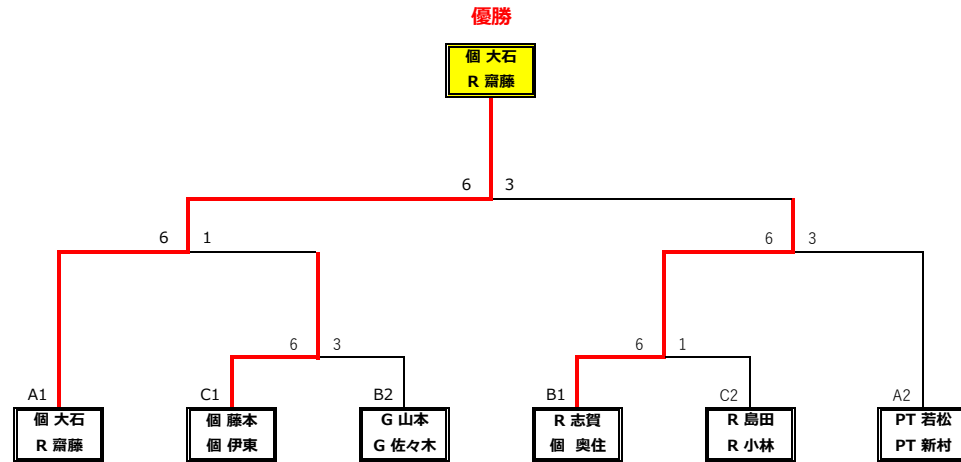 優勝
個 大石
R 齋藤
6 3
6 1
6 3
6 3
6 1
A1 C1 B2 B1 C2 A2
個 大石 個 藤本 G 山本 R 志賀 R 島田 PT 若松
R 齋藤 個 伊東 G 佐々木 個 奥住 R 小林 PT 新村